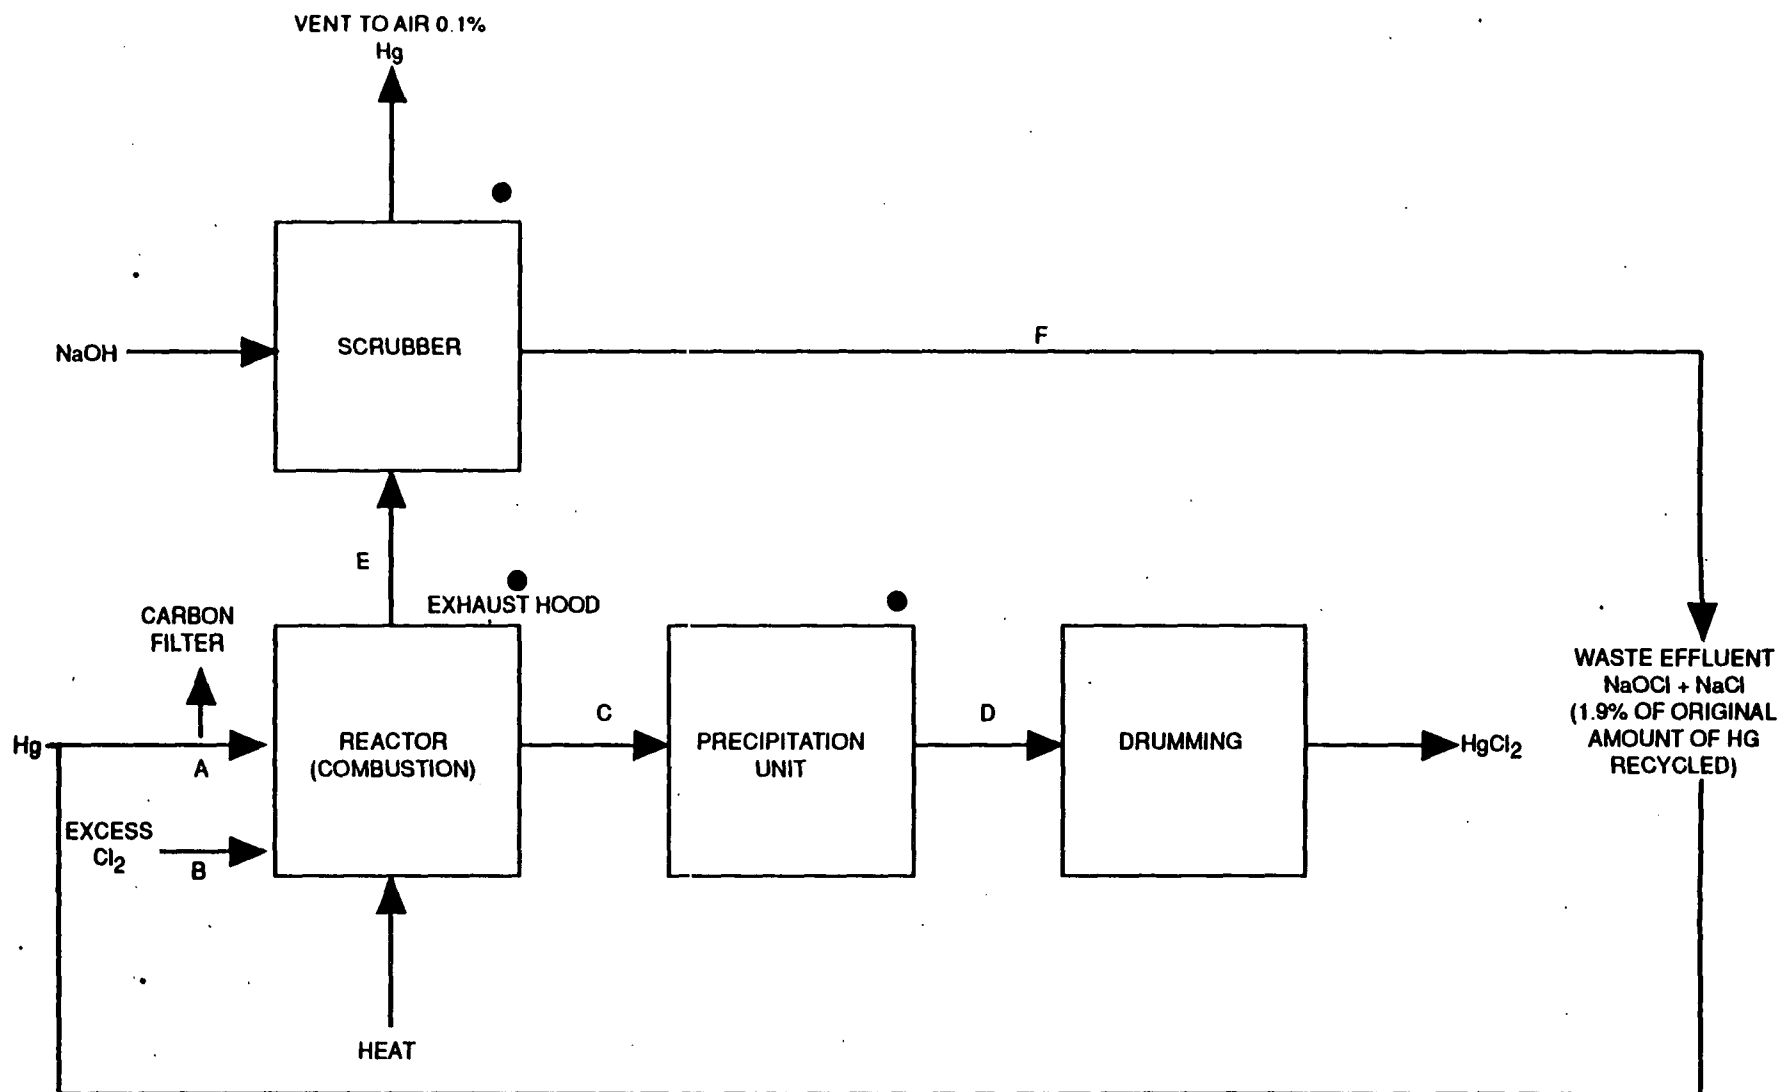 VENT TO AIR 0.1%
Hg
NaOH
SCRUBBER
F
E
EXHAUST HOOD
CARBON
FILTER
Hg
A
REACTOR
(COMBUSTION)
C
PRECIPITATION
UNIT
D
DRUMMING
HgCl2
WASTE EFFLUENT
NaOCl + NaCl
(1.9% OF ORIGINAL
AMOUNT OF HG
RECYCLED)
EXCESS
Cl2
B
HEAT